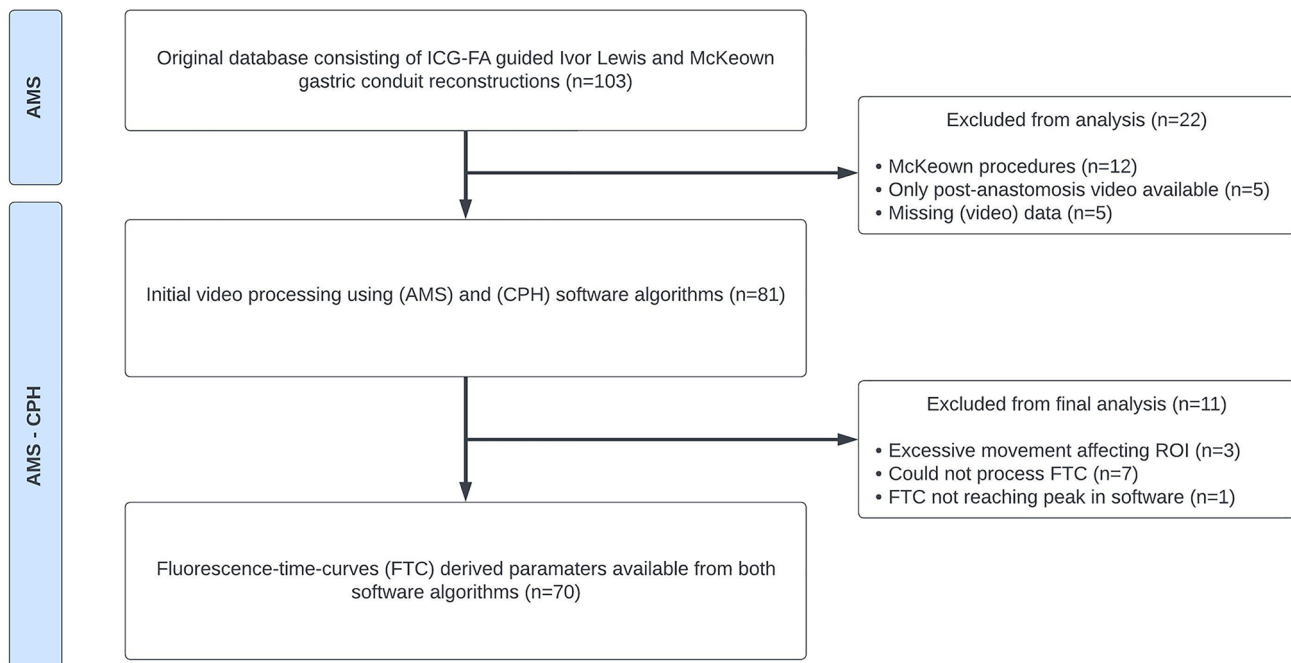 AMS
Original database consisting of ICG-FA guided Ivor Lewis and McKeown
gastric conduit reconstructions (n=103)
Excluded from analysis (n=22)
• McKeown procedures (n=12)
• Only post-anastomosis video available (n=5)
• Missing (video) data (n=5)
AMS - CPH
Initial video processing using (AMS) and (CPH) software algorithms (n=81)
Excluded from final analysis (n=11)
• Excessive movement affecting ROI (n=3)
• Could not process FTC (n=7)
• FTC not reaching peak in software (n=1)
Fluorescence-time-curves (FTC) derived paramaters available from both
software algorithms (n=70)